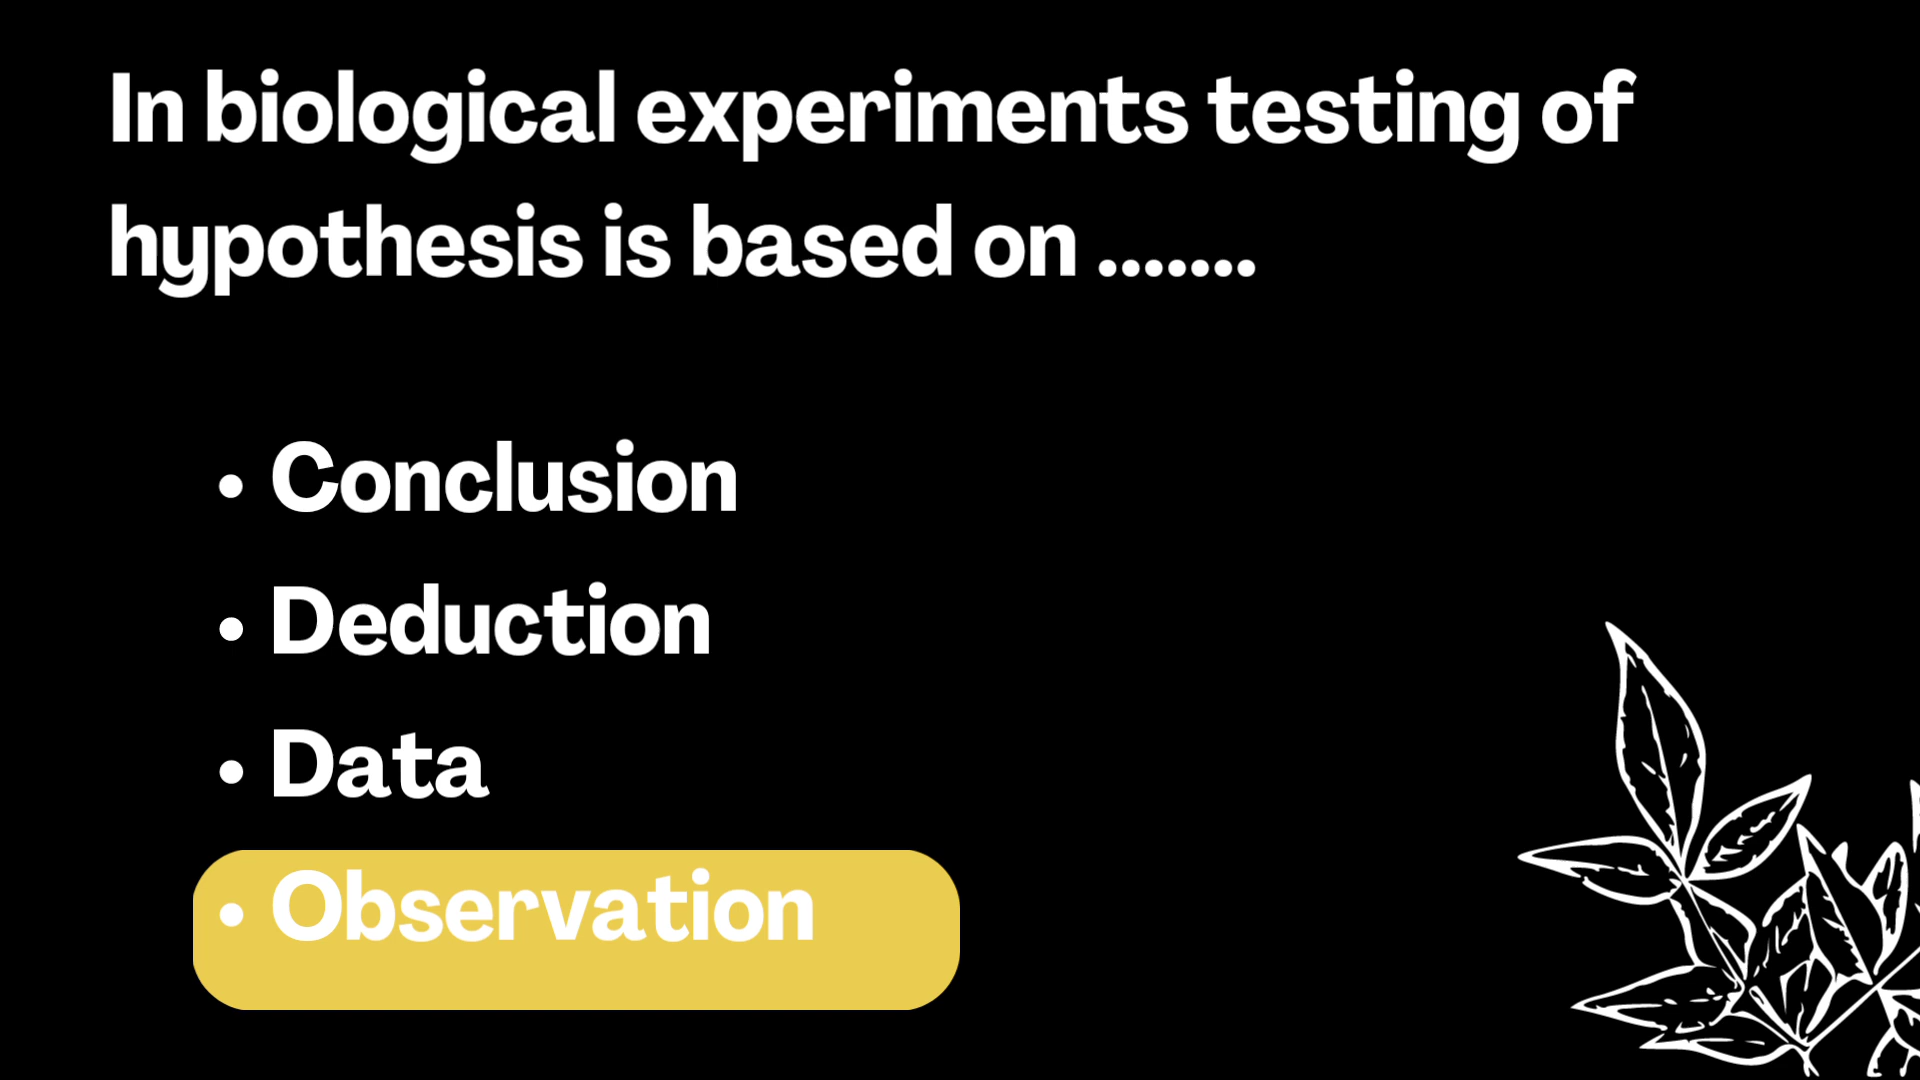 In biological experiments testing of
hypothesis is based on .......
• Conclusion
• Deduction
• Data
• Observation